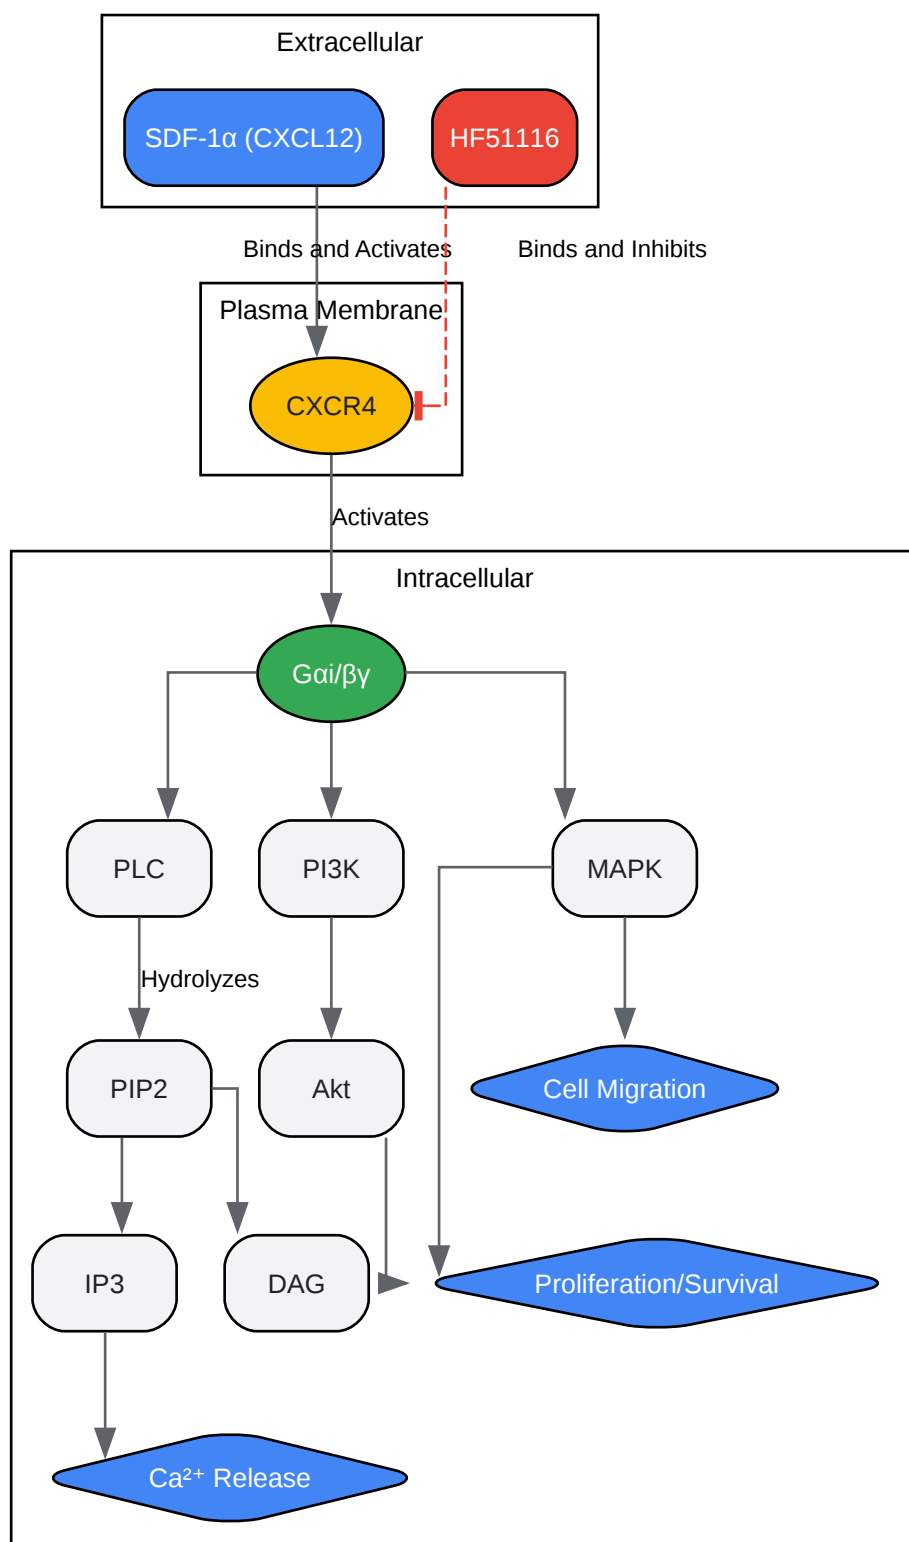 Extracellular
SDF-1α (CXCL12)
HF51116
Binds and Activates
Binds and Inhibits
Plasma Membrane
CXCR4
Activates
Intracellular
Gαi/βγ
PLC
PI3K
MAPK
Hydrolyzes
PIP2
Akt
Cell Migration
IP3
DAG
Proliferation/Survival
Ca²⁺ Release